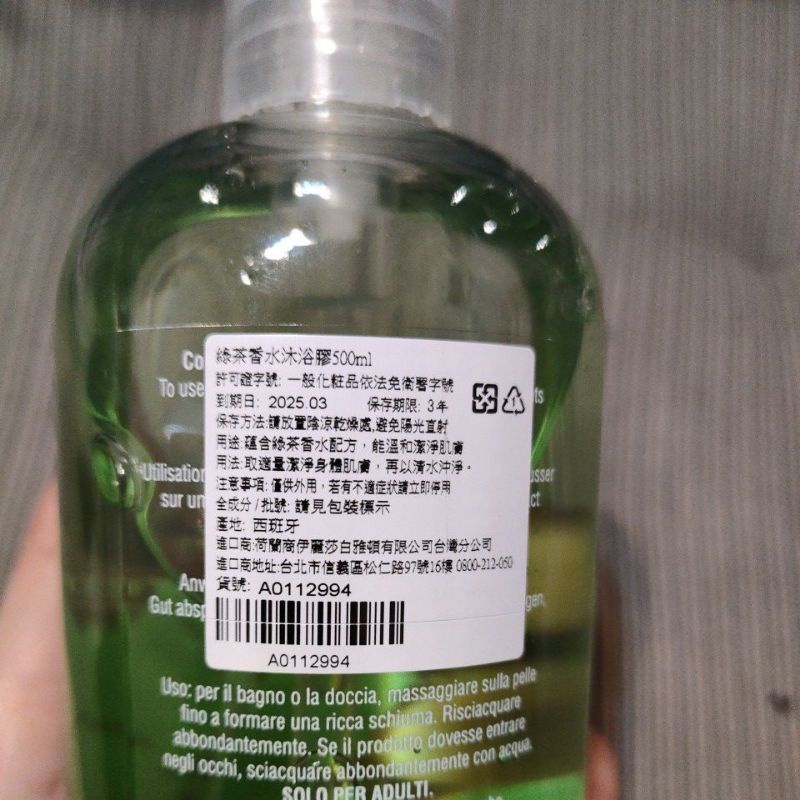 Co
To use
ts
Utilisation
usser
sur un
ct
綠茶香水沐浴膠500ml
許可證字號: 一般化粧品依法免衛署字號
到期日: 2025.03 保存期限: 3年
保存方法:請放置陰涼乾燥處,避免陽光直射
用途:蘊含綠茶香水配方，能溫和潔淨肌膚
用法:取適量潔淨身體肌膚，再以清水沖淨。
注意事項: 僅供外用，若有不適症狀請立即停用
全成分/批號: 請見包裝標示
產地: 西班牙
進口商:荷蘭商伊麗莎白雅頓有限公司台灣分公司
進口商地址:台北市信義區松仁路97號16樓 0800-212-060
貨號: A0112994
A0112994
Anw
Gut absp
gen,
Uso: per il bagno o la doccia, massaggiare sulla pelle
fino a formare una ricca schiuma. Risciacquare
abbondantemente. Se il prodotto dovesse entrare
negli occhi, sciacquare abbondantemente con acqua.
SOLO PER ADULTI.